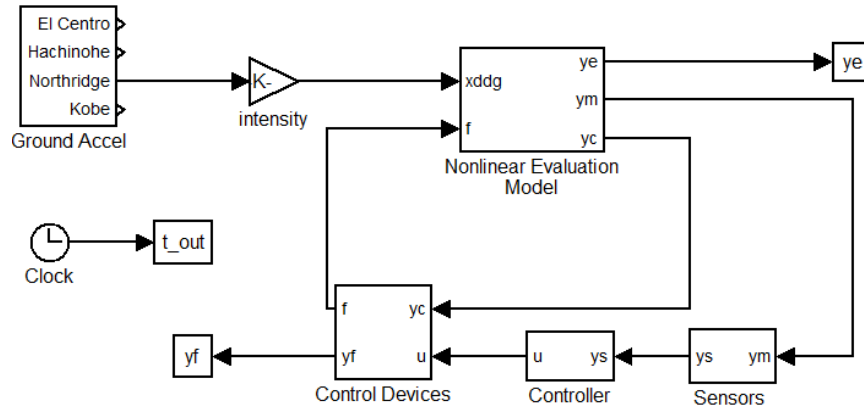 El Centro
Hachinohe
Northridge
Kobe
Ground Accel
K-
intensity
xddg
f
ye
ym
yc
Nonlinear Evaluation
Model
ye
Clock
t_out
f
yf
yc
u
Control Devices
yf
u
ys
Controller
ys
ym
Sensors